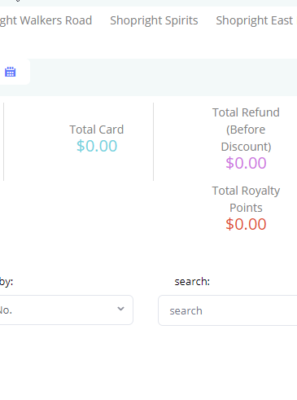 ght Walkers Road Shopright Spirits Shopright East
Total Card
$0.00
Total Refund
(Before
Discount)
$0.00
Total Royalty
Points
$0.00
by: search:
No. search